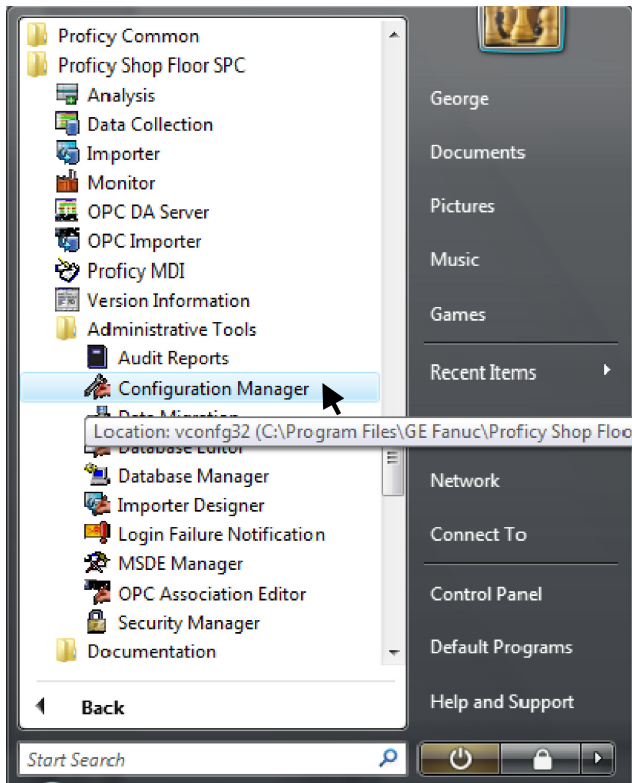 Proficy Common
Proficy Shop Floor SPC
Analysis
Data Collection
Importer
Monitor
OPC DA Server
OPC Importer
Proficy MDI
Version Information
Administrative Tools
Audit Reports
Configuration Manager
Data Migration
Location: vconfg32 (C:\Program Files\GE Fanuc\Proficy Shop Floo
Database Editor
Database Manager
Importer Designer
Login Failure Notification
MSDE Manager
OPC Association Editor
Security Manager
Documentation
Back
Start Search
George
Documents
Pictures
Music
Games
Recent Items
Network
Connect To
Control Panel
Default Programs
Help and Support